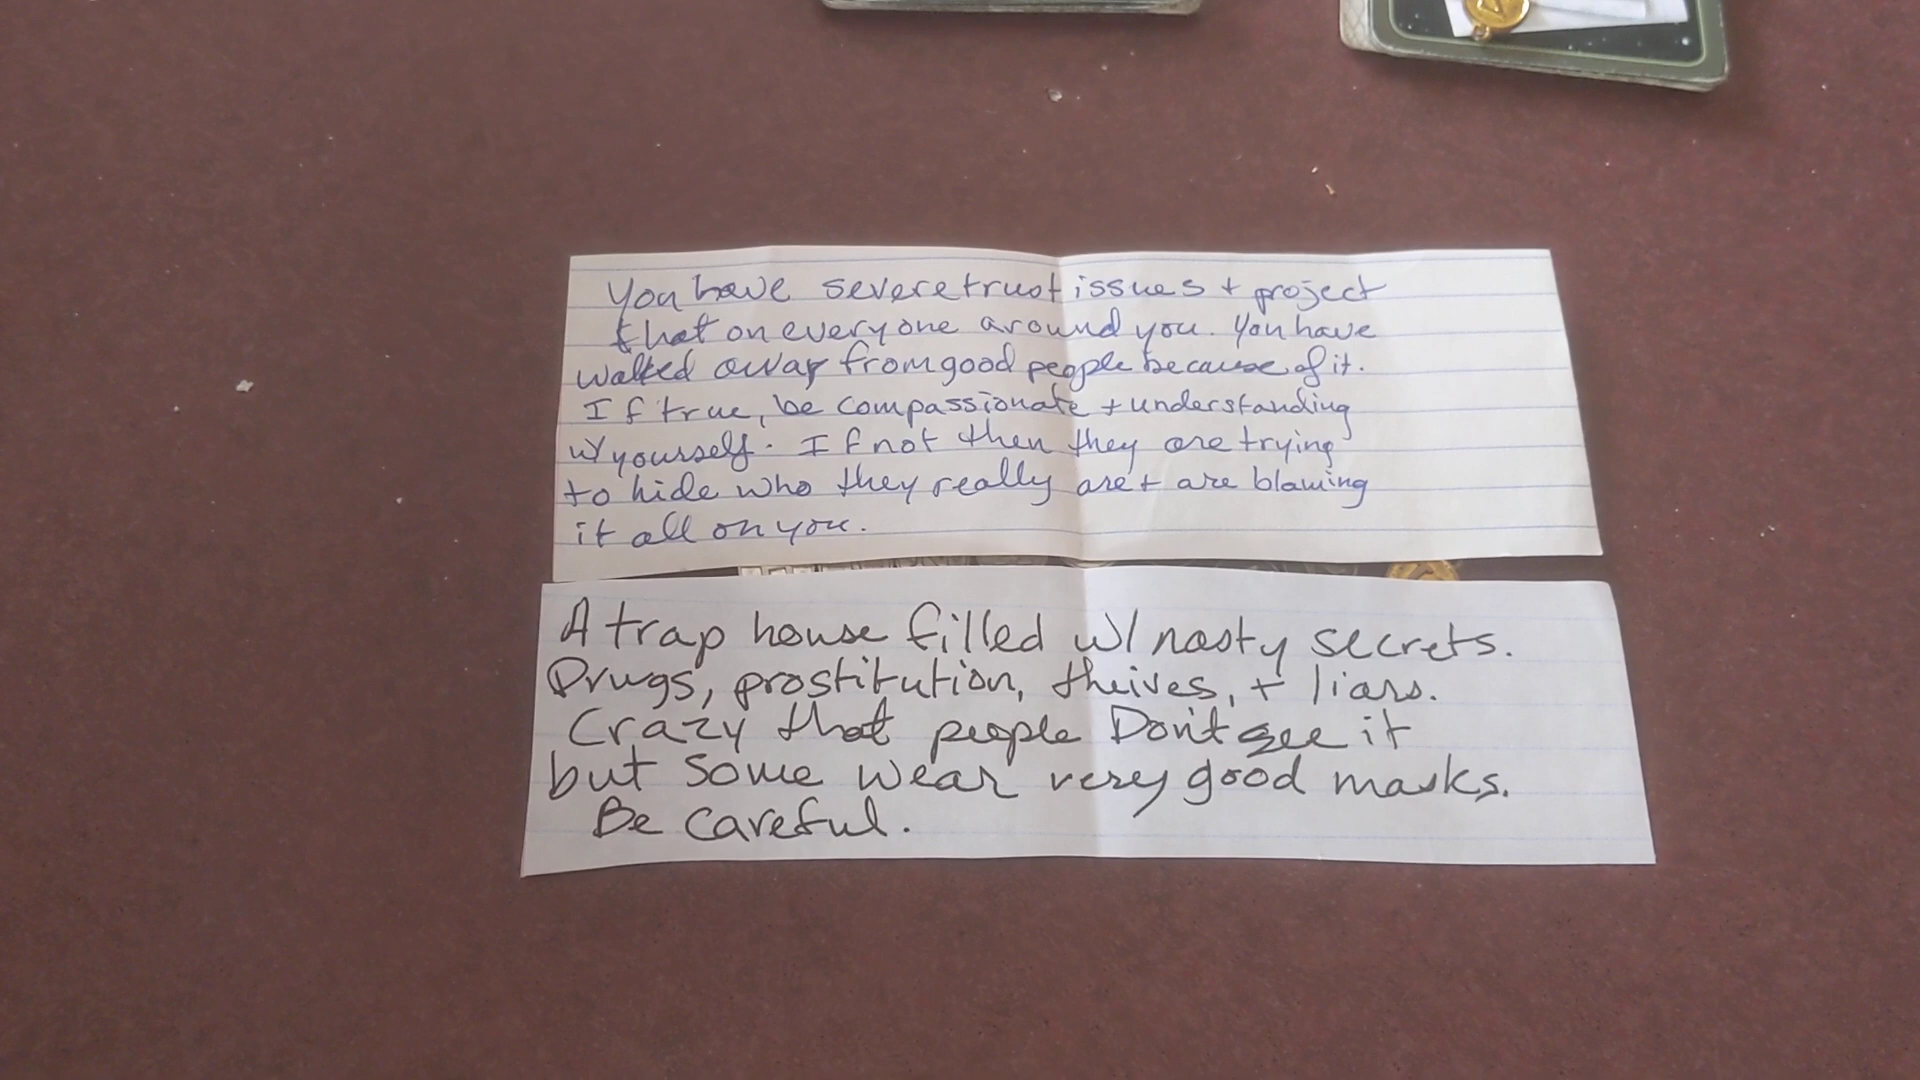 You have severe trust issues + project
that on everyone around you. You have
walked away from good people because of it.
If true, be compassionate + understanding
w/ yourself. If not then they are trying
to hide who they really are + are blaming
it all on you.
A trap house filled w/ nasty secrets.
Drugs, prostitution, theives, + liars.
Crazy that people Don't see it
but some wear very good masks.
Be careful.